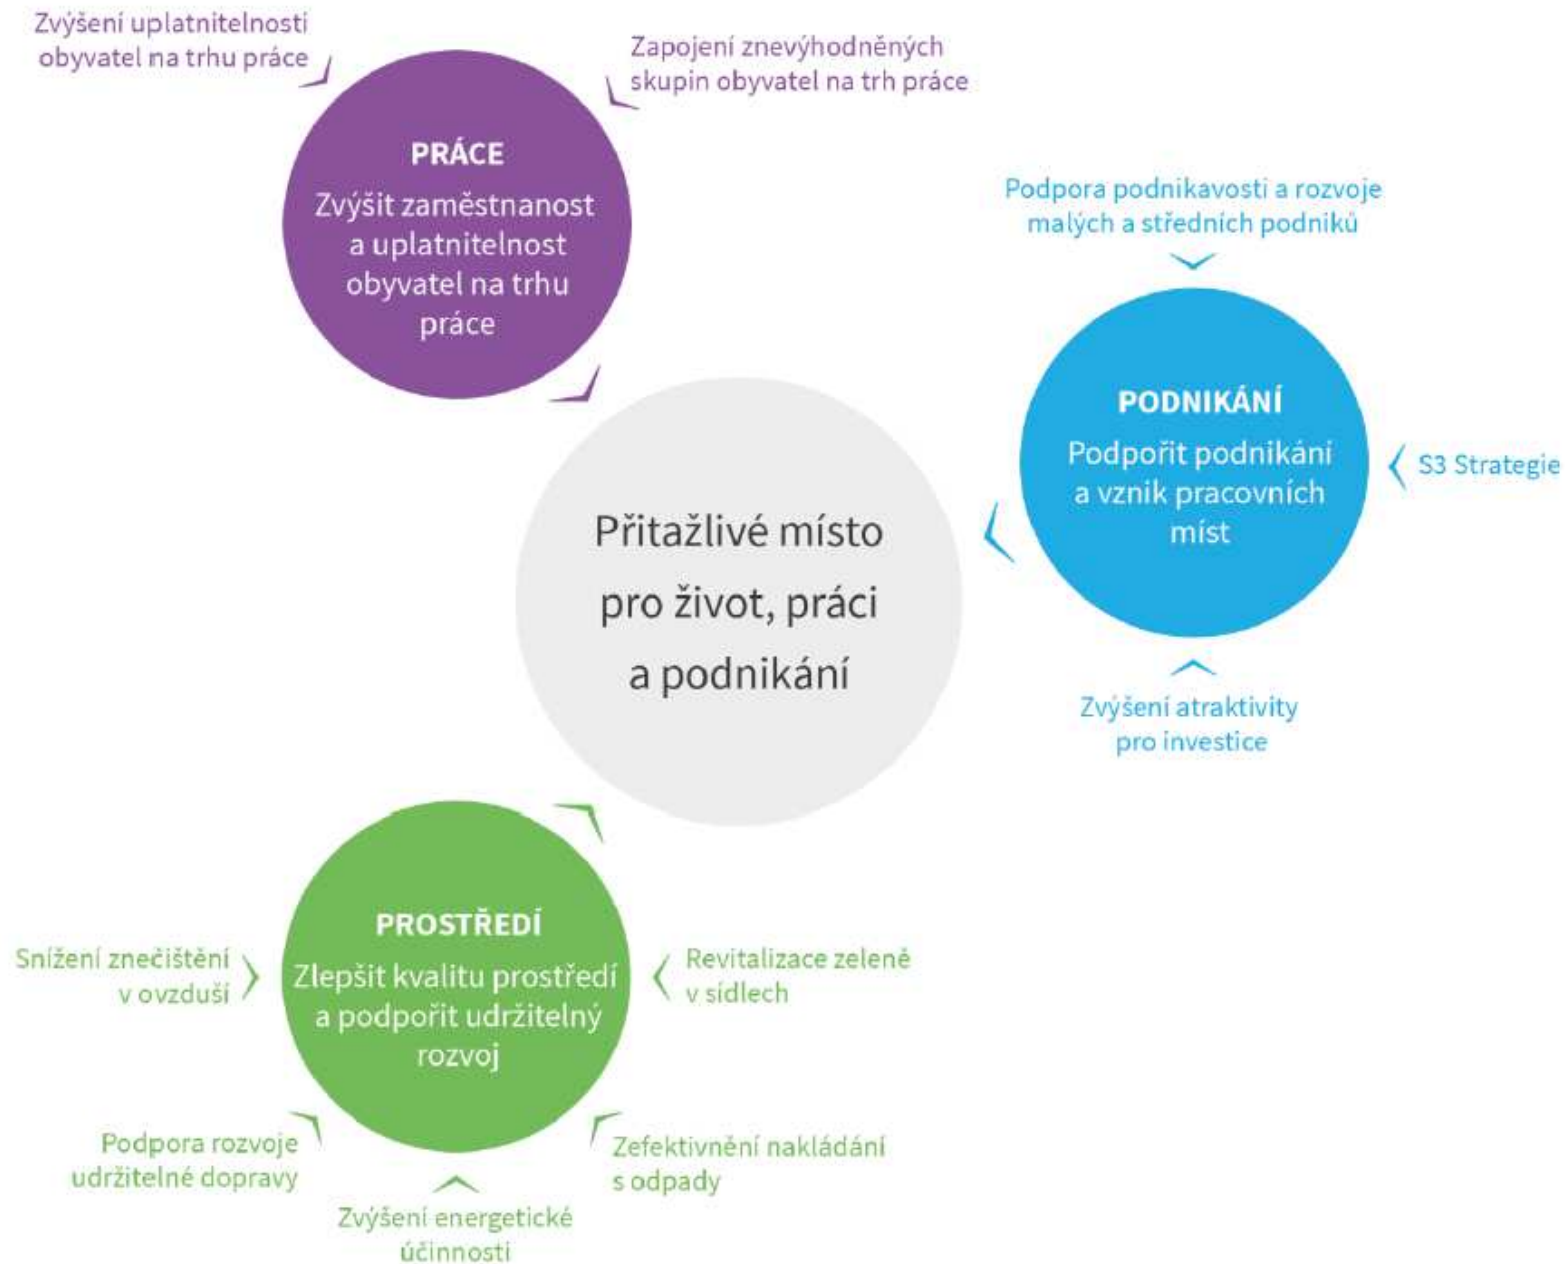 Zvýšení uplatnitelnosti
obyvatel na trhu práce
Zapojení znevýhodněných
skupin obyvatel na trh práce
PRÁCE
Zvýšit zaměstnanost
a uplatnitelnost
obyvatel na trhu
práce
Podpora podnikavosti a rozvoje
malých a středních podniků
PODNIKÁNÍ
Podpořit podnikání
a vznik pracovních
míst
S3 Strategie
Zvýšení atraktivity
pro investice
Přitažlivé místo
pro život, práci
a podnikání
PROSTŘEDÍ
Zlepšit kvalitu prostředí
a podpořit udržitelný
rozvoj
Snížení znečištění
v ovzduší
Revitalizace zeleně
v sídlech
Podpora rozvoje
udržitelné dopravy
Zvýšení energetické
účinnosti
Zefektivnění nakládání
s odpady